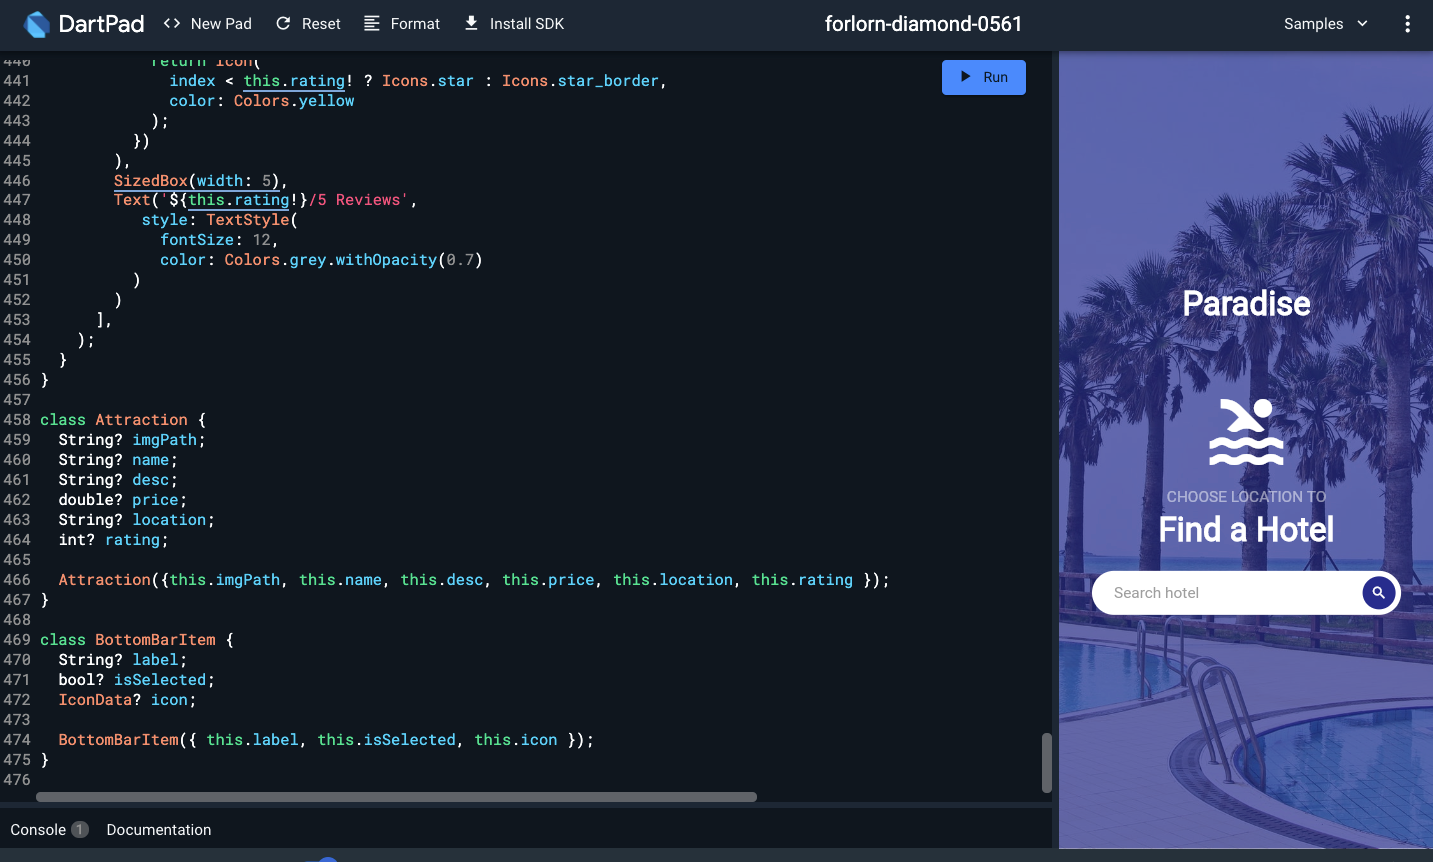 DartPad
New Pad
Reset
Format
Install SDK
forlorn-diamond-0561
Samples
440 return Icon(
441 index < this.rating! ? Icons.star : Icons.star_border,
442 color: Colors.yellow
443 );
444 })
445 ),
446 SizedBox(width: 5),
447 Text('${this.rating!}/5 Reviews',
448 style: TextStyle(
449 fontSize: 12,
450 color: Colors.grey.withOpacity(0.7)
451 )
452 )
453 ],
454 );
455 }
456 }
457
458 class Attraction {
459 String? imgPath;
460 String? name;
461 String? desc;
462 double? price;
463 String? location;
464 int? rating;
465
466 Attraction({this.imgPath, this.name, this.desc, this.price, this.location, this.rating });
467 }
468
469 class BottomBarItem {
470 String? label;
471 bool? isSelected;
472 IconData? icon;
473
474 BottomBarItem({ this.label, this.isSelected, this.icon });
475 }
476
Run
Console 1 Documentation
Paradise
CHOOSE LOCATION TO
Find a Hotel
Search hotel